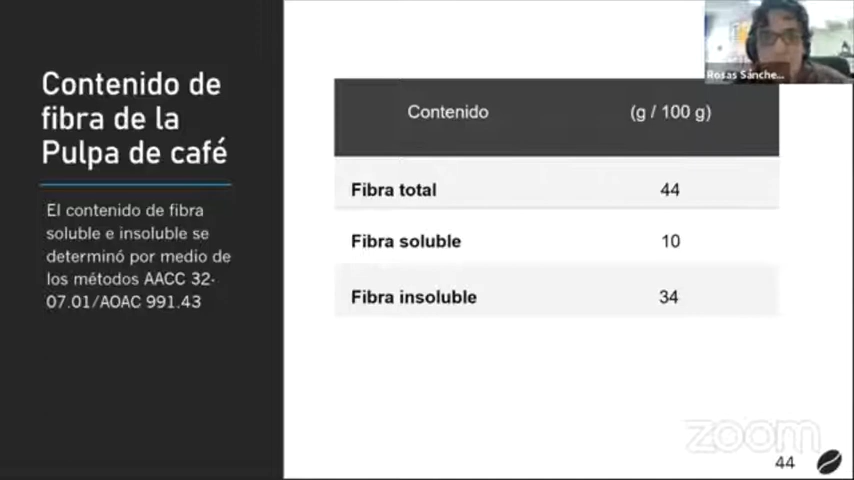 Contenido de
fibra de la
Pulpa de café
El contenido de fibra
soluble e insoluble se
determinó por medio de
los métodos AACC 32-
07.01/AOAC 991.43
Rosas Sánche...
Contenido (g / 100 g)
Fibra total 44
Fibra soluble 10
Fibra insoluble 34
zoom
44